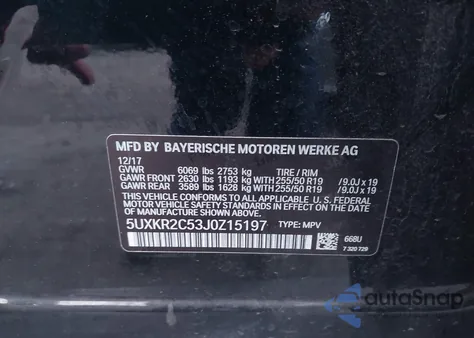 MFD BY BAYERISCHE MOTOREN WERKE AG
12/17
GVWR 6069 lbs 2753 kg TIRE / RIM
GAWR FRONT 2630 lbs 1193 kg WITH 255/50 R19 /9.0J x 19
GAWR REAR 3589 lbs 1628 kg WITH 255/50 R19 /9.0J x 19
THIS VEHICLE CONFORMS TO ALL APPLICABLE U.S. FEDERAL
MOTOR VEHICLE SAFETY STANDARDS IN EFFECT ON THE DATE OF
MANUFACTURE SHOWN ABOVE.
5UXKR2C53J0Z15197 TYPE: MPV
668U
7 320 729
autoSnap